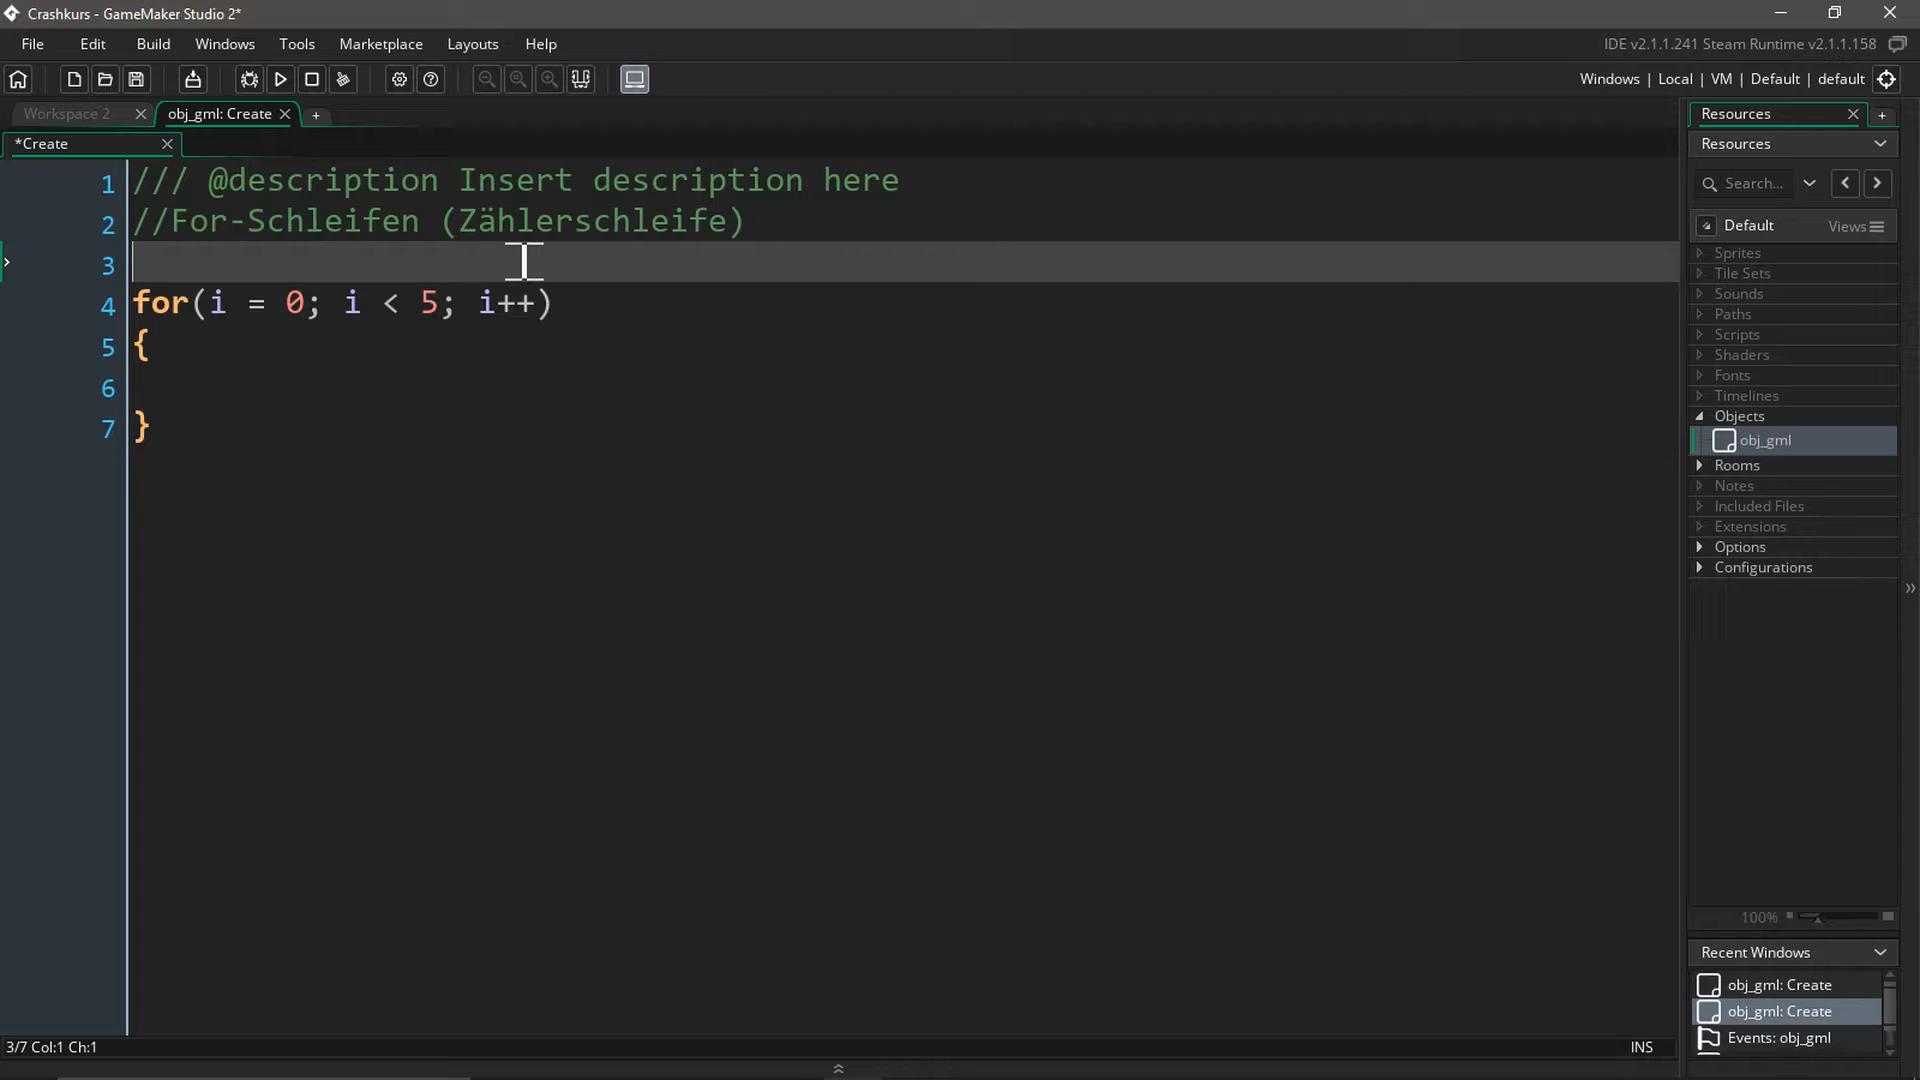 Crashkurs - GameMaker Studio 2*
File Edit Build Windows Tools Marketplace Layouts Help
IDE v2.1.1.241 Steam Runtime v2.1.1.158
Windows | Local | VM | Default | default
Workspace 2
obj_gml: Create
*Create
1 /// @description Insert description here
2 //For-Schleifen (Zählerschleife)
3
4 for(i = 0; i < 5; i++)
5 {
6
7 }
3/7 Col:1 Ch:1
INS
Resources
Resources
Search...
Default
Views
Sprites
Tile Sets
Sounds
Paths
Scripts
Shaders
Fonts
Timelines
Objects
obj_gml
Rooms
Notes
Included Files
Extensions
Options
Configurations
100%
Recent Windows
obj_gml: Create
obj_gml: Create
Events: obj_gml